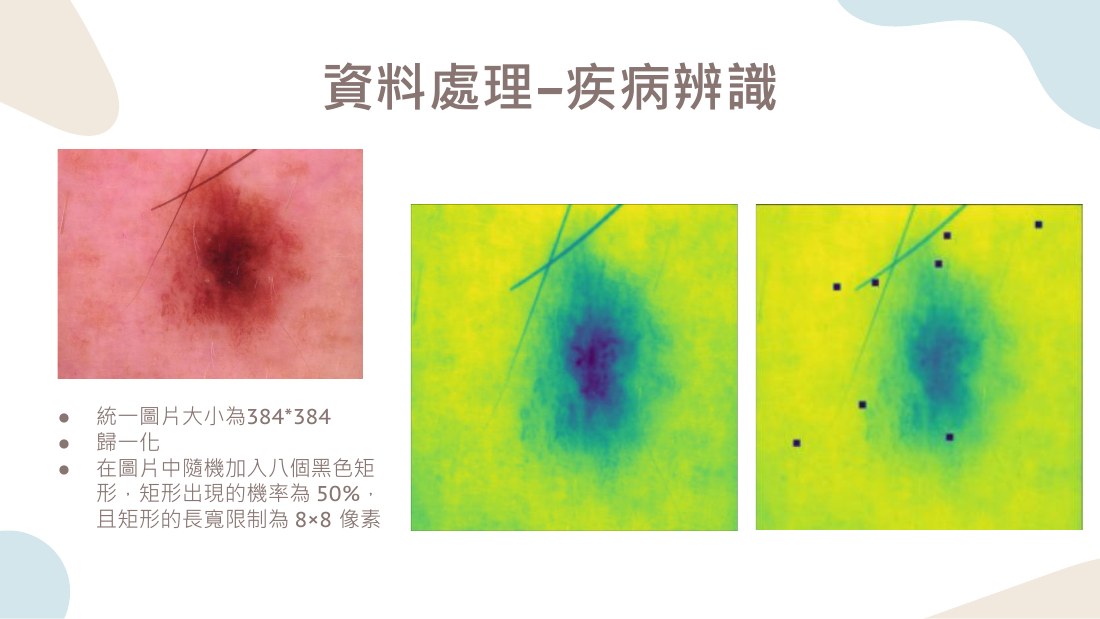 資料處理–疾病辨識
● 統一圖片大小為384*384
● 歸一化
● 在圖片中隨機加入八個黑色矩
形，矩形出現的機率為 50%，
且矩形的長寬限制為 8×8 像素